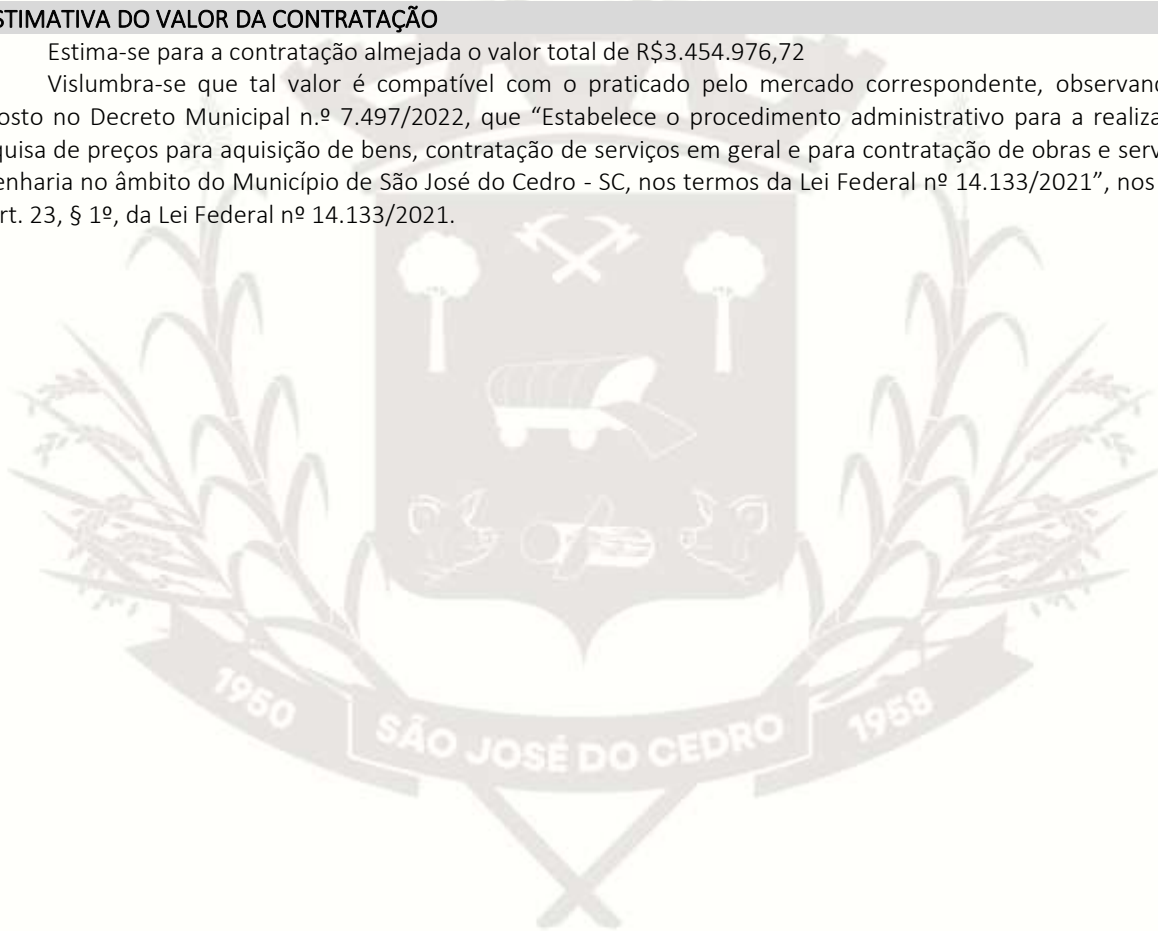 STIMATIVA DO VALOR DA CONTRATAÇÃO
Estima-se para a contratação almejada o valor total de R$3.454.976,72
Vislumbra-se que tal valor é compatível com o praticado pelo mercado correspondente, observand
osto no Decreto Municipal n.º 7.497/2022, que “Estabelece o procedimento administrativo para a realiza
quisa de preços para aquisição de bens, contratação de serviços em geral e para contratação de obras e serv
enharia no âmbito do Município de São José do Cedro - SC, nos termos da Lei Federal nº 14.133/2021”, nos
rt. 23, § 1º, da Lei Federal nº 14.133/2021.
1950
SÃO JOSÉ DO CEDRO
1958